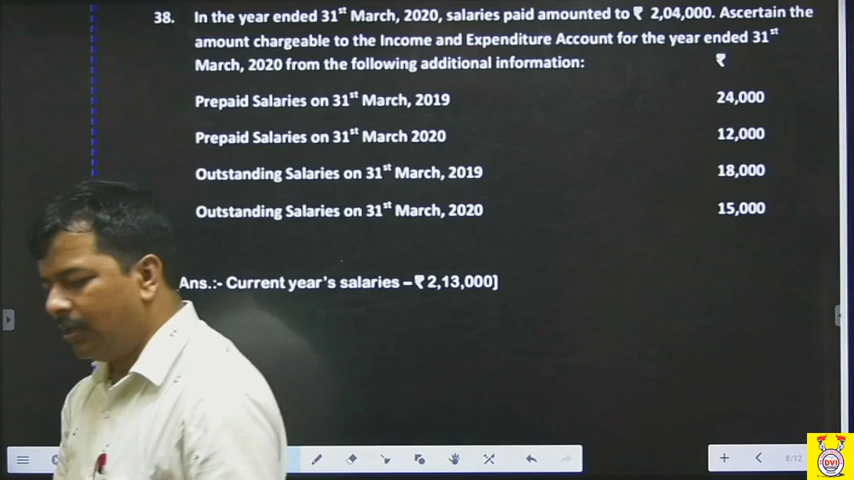 38. In the year ended 31st March, 2020, salaries paid amounted to ₹ 2,04,000. Ascertain the
amount chargeable to the Income and Expenditure Account for the year ended 31st
March, 2020 from the following additional information: ₹
Prepaid Salaries on 31st March, 2019 24,000
Prepaid Salaries on 31st March 2020 12,000
Outstanding Salaries on 31st March, 2019 18,000
Outstanding Salaries on 31st March, 2020 15,000
Ans.:- Current year's salaries – ₹ 2,13,000]
8/12
DVI